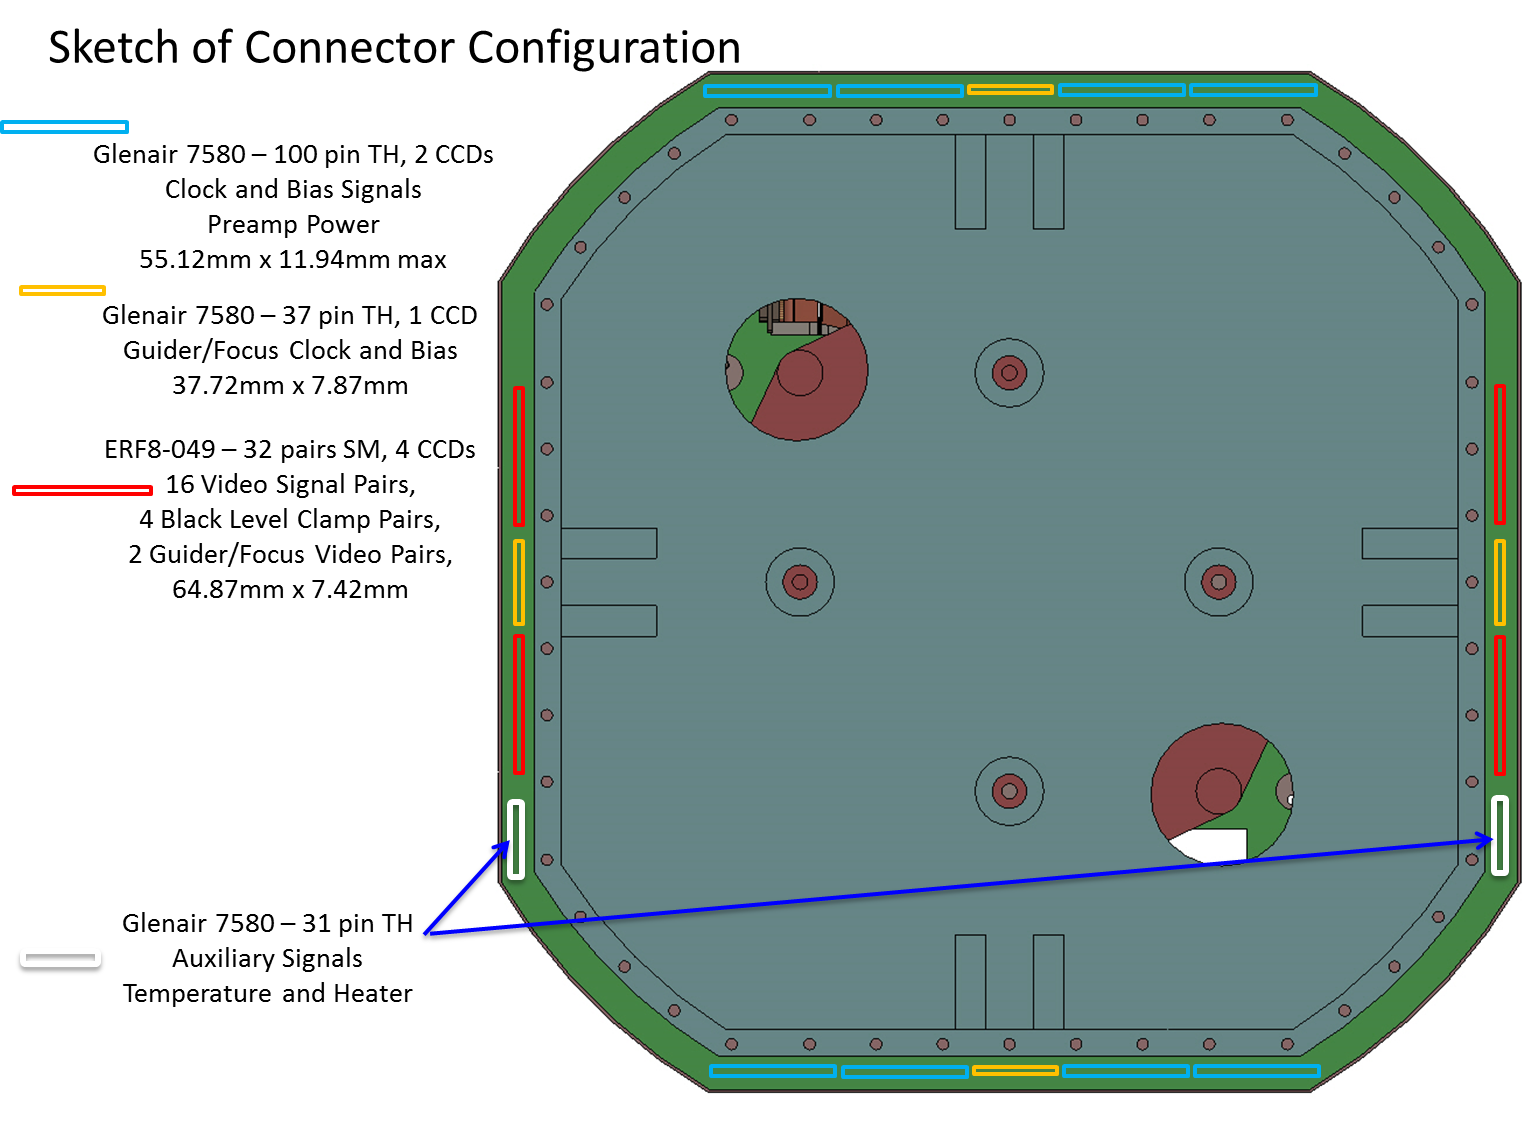 Sketch of Connector Configuration
Glenair 7580 – 100 pin TH, 2 CCDs
Clock and Bias Signals
Preamp Power
55.12mm x 11.94mm max
Glenair 7580 – 37 pin TH, 1 CCD
Guider/Focus Clock and Bias
37.72mm x 7.87mm
ERF8-049 – 32 pairs SM, 4 CCDs
16 Video Signal Pairs,
4 Black Level Clamp Pairs,
2 Guider/Focus Video Pairs,
64.87mm x 7.42mm
Glenair 7580 – 31 pin TH
Auxiliary Signals
Temperature and Heater